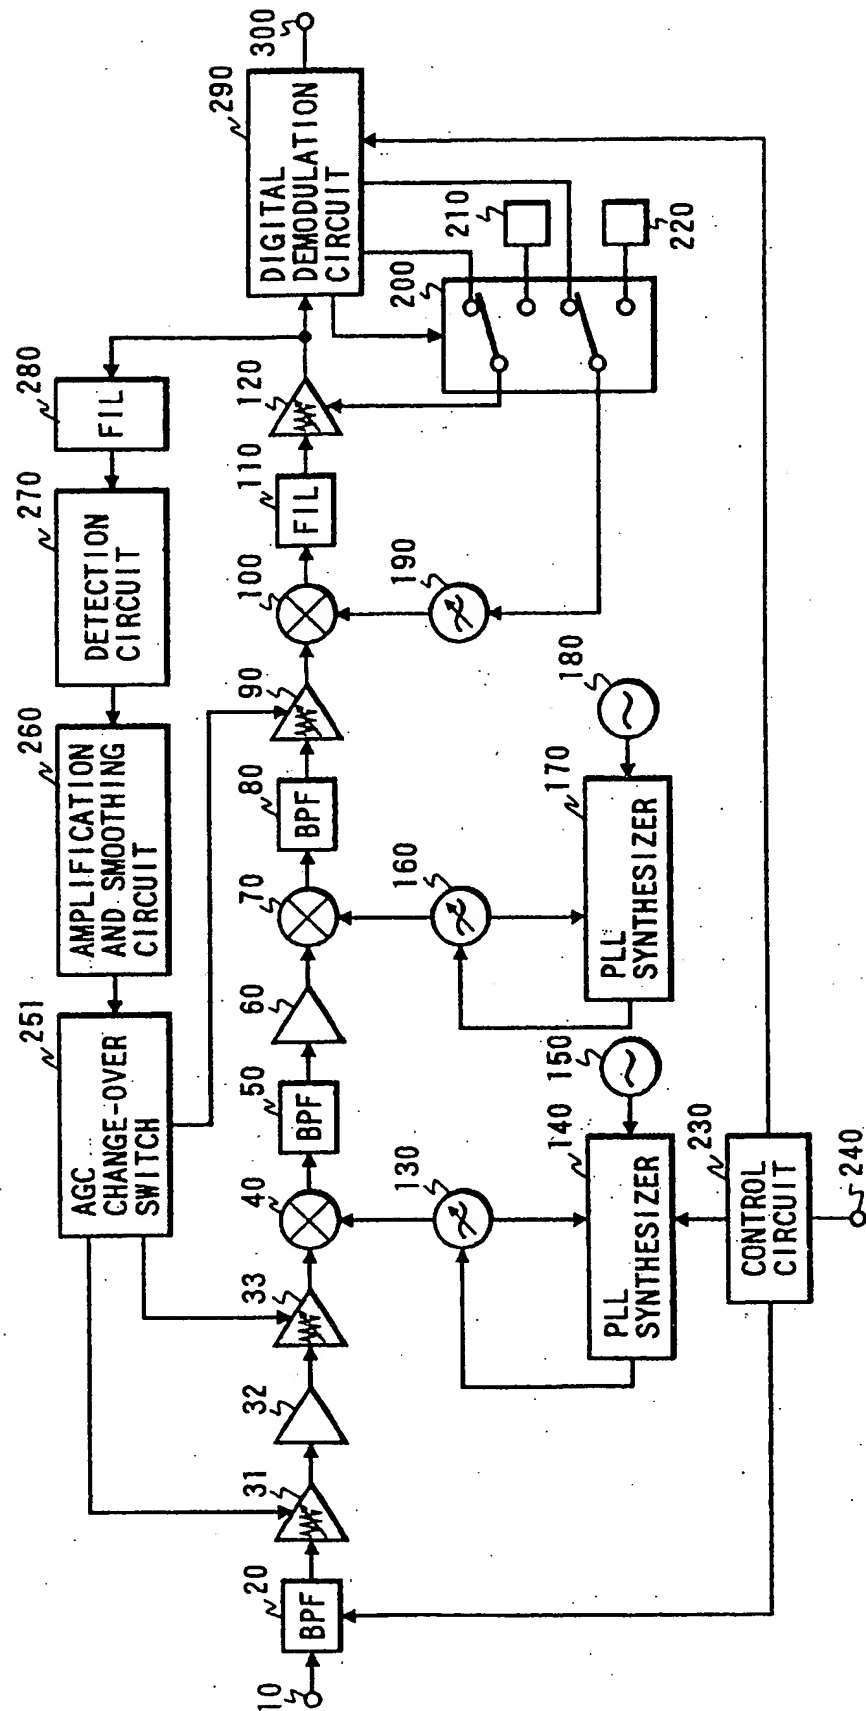 251
AGC
CHANGE-OVER
SWITCH
260
AMPLIFICATION
AND SMOOTHING
CIRCUIT
270
DETECTION
CIRCUIT
280
FIL
10
20
BPF
31
32
33
40
50
BPF
60
70
80
BPF
90
100
110
FIL
120
290
DIGITAL
DEMODULATION
CIRCUIT
300
130
160
190
200
210
220
140
PLL
SYNTHESIZER
150
170
PLL
SYNTHESIZER
180
230
CONTROL
CIRCUIT
240